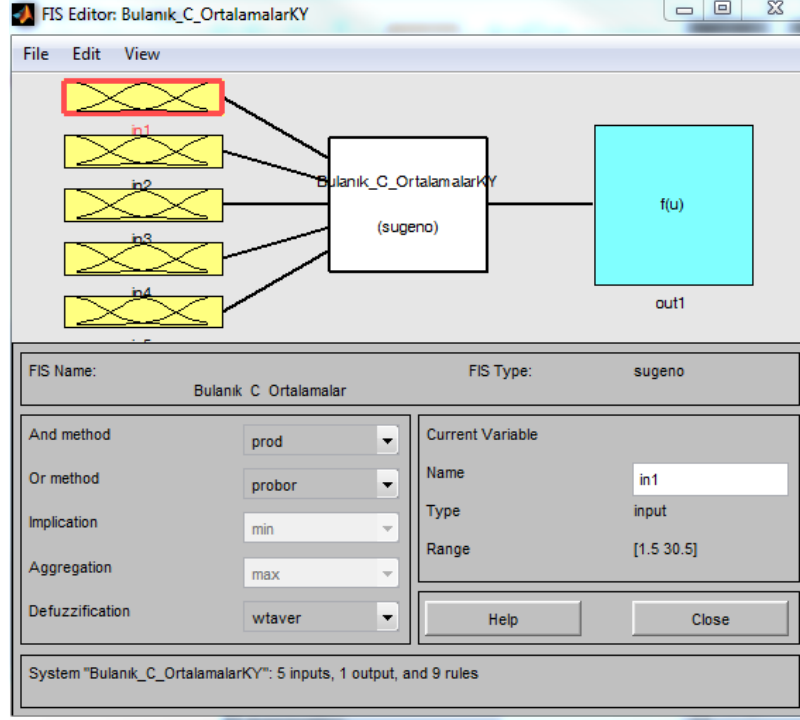 FIS Editor: Bulanık_C_OrtalamalarKY
File Edit View
in1
in2
in3
in4
Bulanık_C_OrtalamalarKY
(sugeno)
f(u)
out1
FIS Name:
Bulanık C Ortalamalar
FIS Type:
sugeno
And method
prod
Or method
probor
Implication
min
Aggregation
max
Defuzzification
wtaver
Current Variable
Name
in1
Type
input
Range
[1.5 30.5]
Help
Close
System "Bulanık_C_OrtalamalarKY": 5 inputs, 1 output, and 9 rules